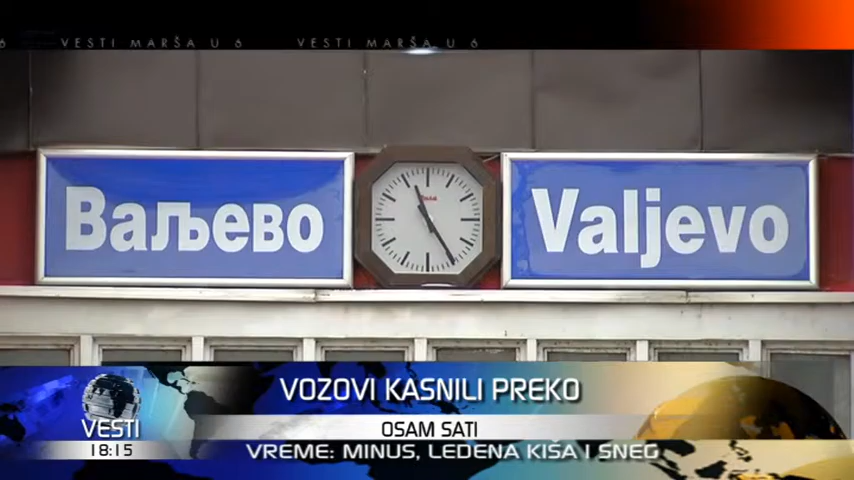 VESTI MARŠA U 6 VESTI MARŠA U 6
Ваљево
Valjevo
VOZOVI KASNILI PREKO
OSAM SATI
VESTI
18:15
VREME: MINUS, LEDENA KIŠA I SNEG